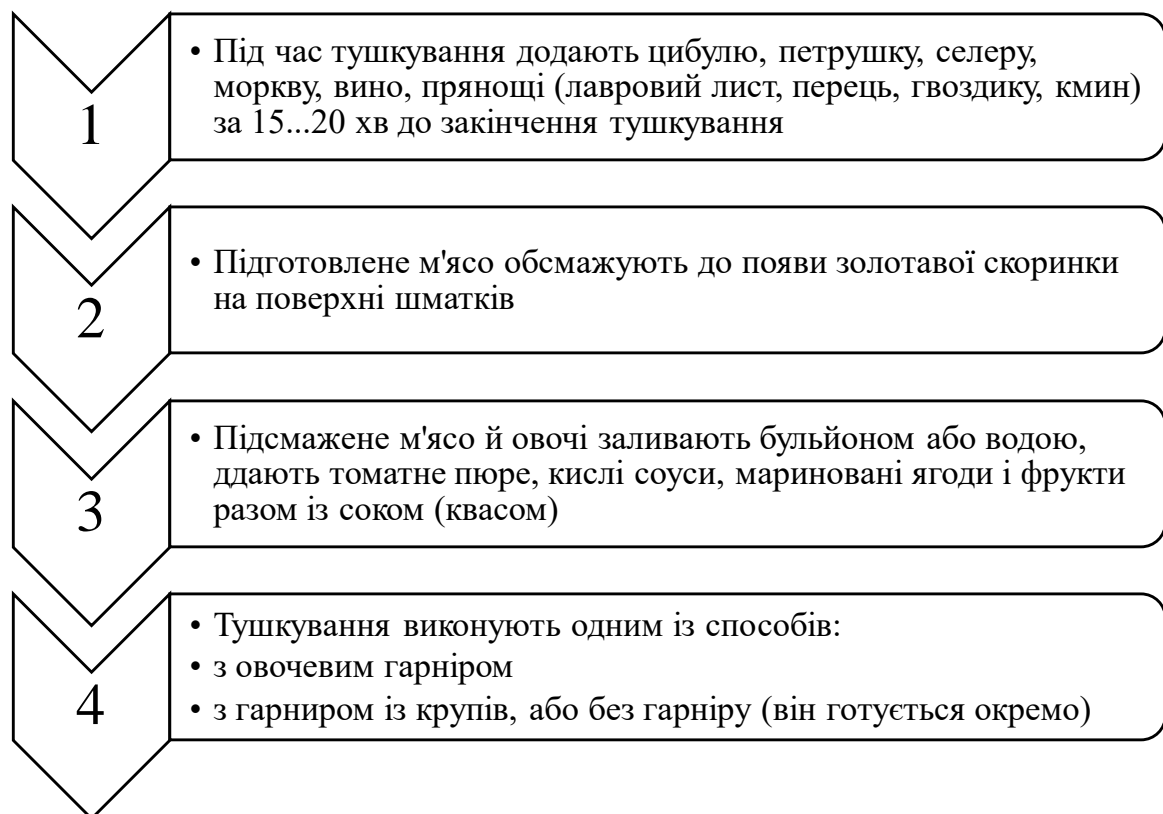 1
• Під час тушкування додають цибулю, петрушку, селеру,
моркву, вино, прянощі (лавровий лист, перець, гвоздику, кмин)
за 15...20 хв до закінчення тушкування
2
• Підготовлене м'ясо обсмажують до появи золотавої скоринки
на поверхні шматків
3
• Підсмажене м'ясо й овочі заливають бульйоном або водою,
ддають томатне пюре, кислі соуси, мариновані ягоди і фрукти
разом із соком (квасом)
4
• Тушкування виконують одним із способів:
• з овочевим гарніром
• з гарниром із крупів, або без гарніру (він готується окремо)